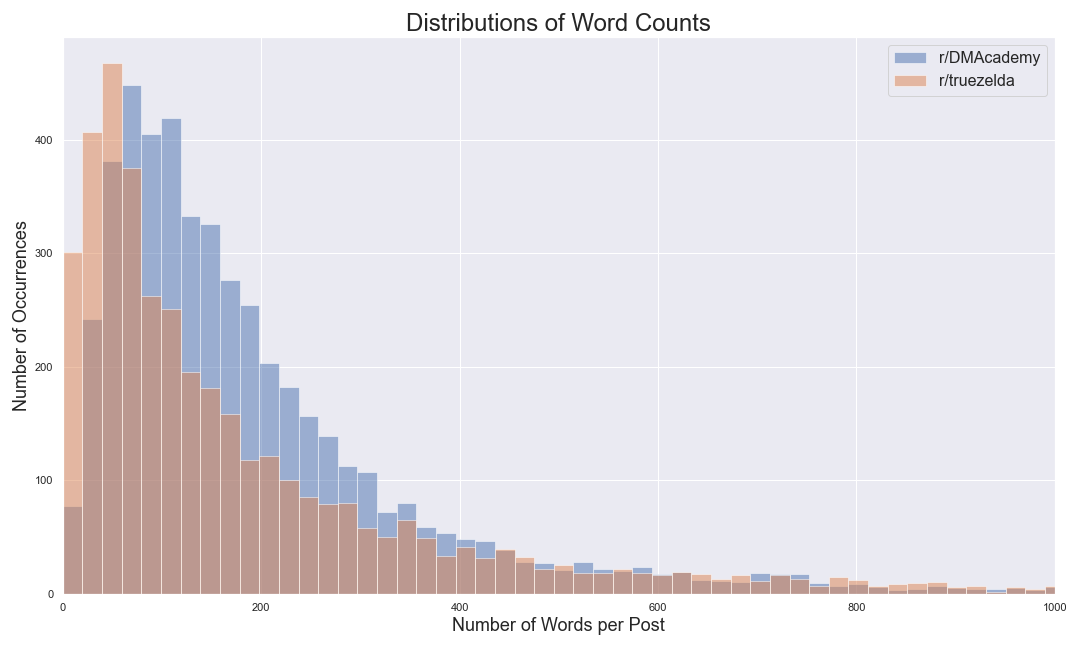 Distributions of Word Counts
r/DMAcademy
r/truezelda
Number of Occurrences
400
300
200
100
0
0 200 400 600 800 1000
Number of Words per Post